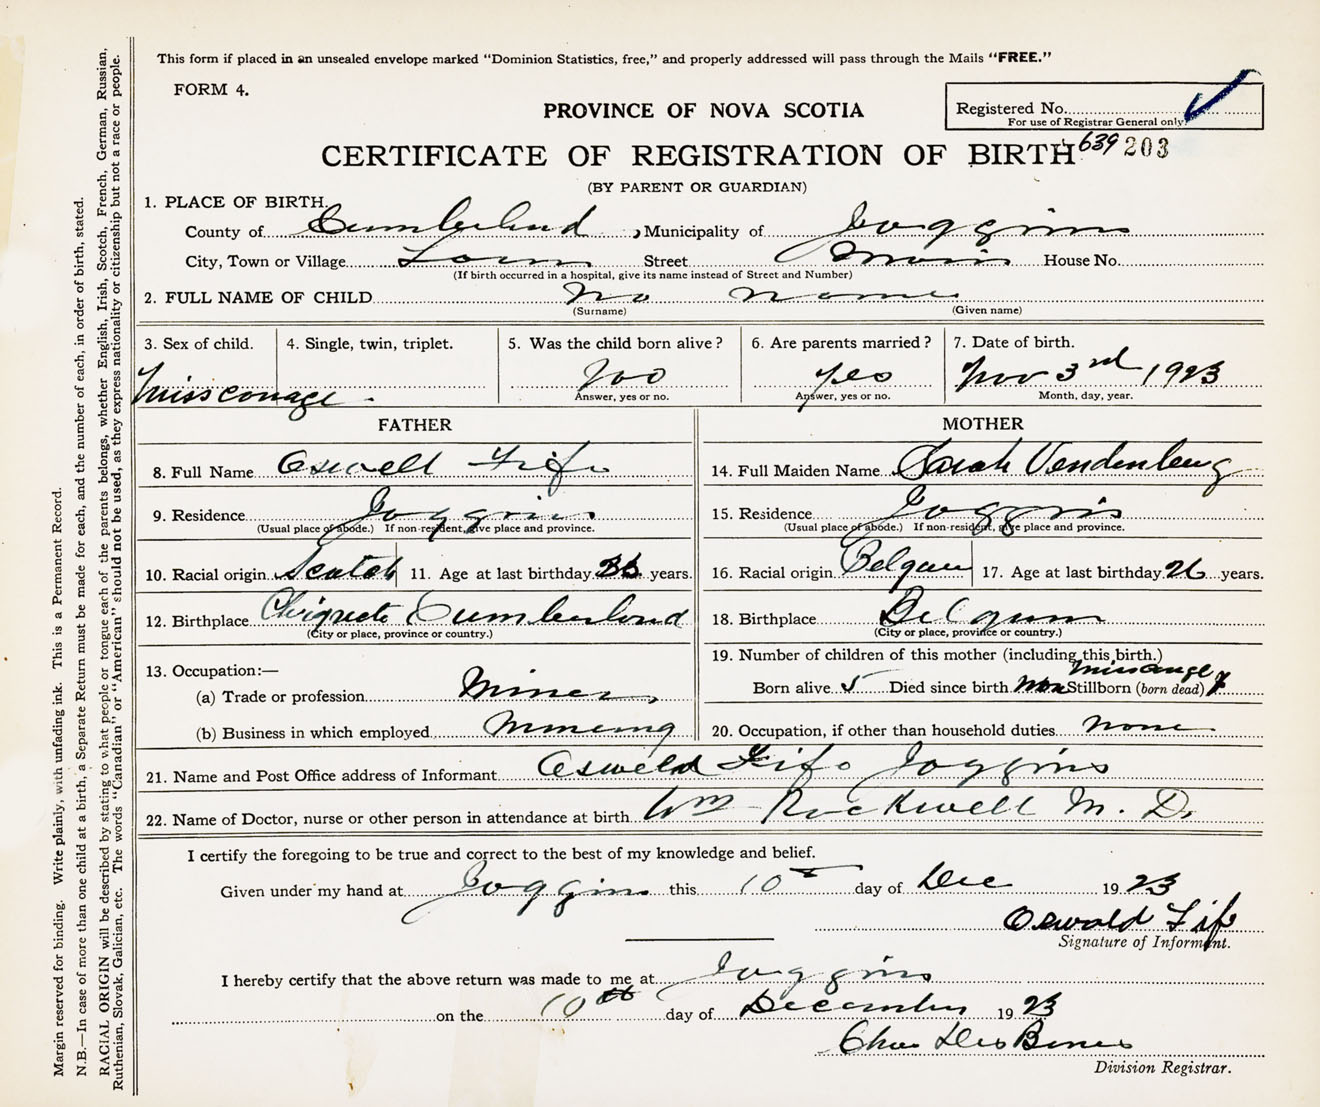 This form if placed in an unsealed envelope marked "Dominion Statistics, free," and properly addressed will pass through the Mails "FREE."
FORM 4.
PROVINCE OF NOVA SCOTIA
Registered No.
For use of Registrar General only
CERTIFICATE OF REGISTRATION OF BIRTH 639 203
(BY PARENT OR GUARDIAN)
1. PLACE OF BIRTH.
County of Cumberland, Municipality of Joggins
City, Town or Village Town Street Main House No.
(If birth occurred in a hospital, give its name instead of Street and Number)
2. FULL NAME OF CHILD No name
(Surname) (Given name)
3. Sex of child. 4. Single, twin, triplet. 5. Was the child born alive? 6. Are parents married? 7. Date of birth.
Misscarage. No Yes Nov 3rd 1923
Answer, yes or no. Answer, yes or no. Month, day, year.
FATHER MOTHER
8. Full Name Oswell Fife
14. Full Maiden Name Sarah Vendenberg
9. Residence Joggins
(Usual place of abode.) If non-resident, give place and province.
15. Residence Joggins
(Usual place of abode.) If non-resident, give place and province.
10. Racial origin Scotch 11. Age at last birthday years.
16. Racial origin 17. Age at last birthday 26 years.
12. Birthplace Chignecto Cumberland
(City or place, province or country.)
18. Birthplace Belgum
(City or place, province or country.)
13. Occupation:—
(a) Trade or profession Miner,
(b) Business in which employed
19. Number of children of this mother (including this birth.)
Born alive 5 Died since birth Stillborn (born dead)
20. Occupation, if other than household duties none
21. Name and Post Office address of Informant Osweld Fife Joggins
22. Name of Doctor, nurse or other person in attendance at birth Wm Rockwell M. D.
I certify the foregoing to be true and correct to the best of my knowledge and belief.
Given under my hand at Joggins this 10th day of Dec 1923
Oswold Fife
Signature of Informant.
I hereby certify that the above return was made to me at Joggins
on the 10th day of December 1923
Chas
Division Registrar.
Margin reserved for binding. Write plainly, with unfading ink. This is a Permanent Record.
N.B.—In case of more than one child at a birth, a Separate Return must be made for each, and the number of each, in order of birth, stated.
RACIAL ORIGIN will be described by stating to what people or tongue each of the parents belongs, whether English, Irish, Scotch, French, German, Russian,
Ruthenian, Slovak, Galician, etc. The words "Canadian" or "American" should not be used, as they express nationality or citizenship but not a race or people.